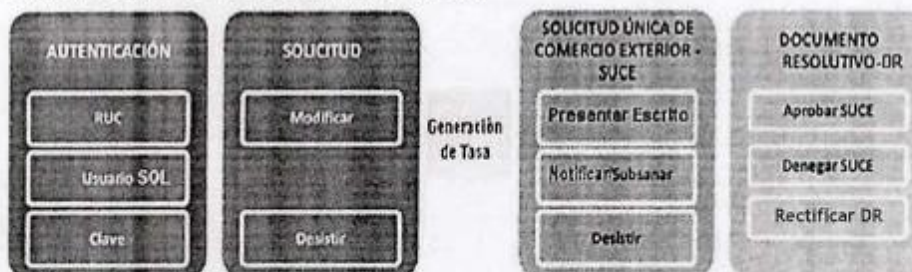 AUTENTICACIÓN
RUC
Usuario SOL
Clave
SOLICITUD
Modificar
Desistir
Generación
de Tasa
SOLICITUD ÚNICA DE
COMERCIO EXTERIOR -
SUCE
Presentar Escrito
Notificar/Subsanar
Desistir
DOCUMENTO
RESOLUTIVO-DR
Aprobar SUCE
Denegar SUCE
Rectificar DR